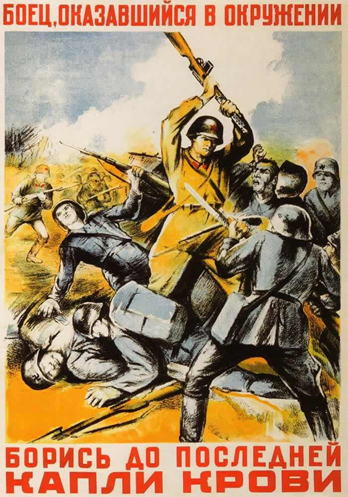 БОЕЦ, ОКАЗАВШИЙСЯ В ОКРУЖЕНИИ
БОРИСЬ ДО ПОСЛЕДНЕЙ
КАПЛИ КРОВИ